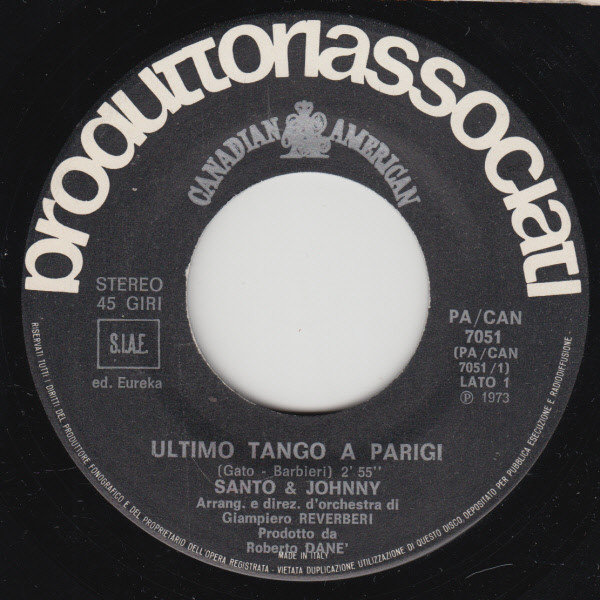 produttoriassociati
CANADIAN AMERICAN
STEREO
45 GIRI
S.I.A.E.
ed. Eureka
PA/CAN
7051
(PA/CAN
7051/1)
LATO 1
Ⓟ 1973
ULTIMO TANGO A PARIGI
(Gato - Barbieri) 2' 55''
SANTO & JOHNNY
Arrang. e direz. d'orchestra di
Giampiero REVERBERI
Prodotto da
Roberto DANE'
MADE IN ITALY
RISERVATI TUTTI I DIRITTI DEL PRODUTTORE FONOGRAFICO E DEL PROPRIETARIO DELL'OPERA REGISTRATA - VIETATA DUPLICAZIONE UTILIZZAZIONE DI QUESTO DISCO, DEPOSITATO PER PUBBLICA ESECUZIONE E RADIODIFFUSIONE -